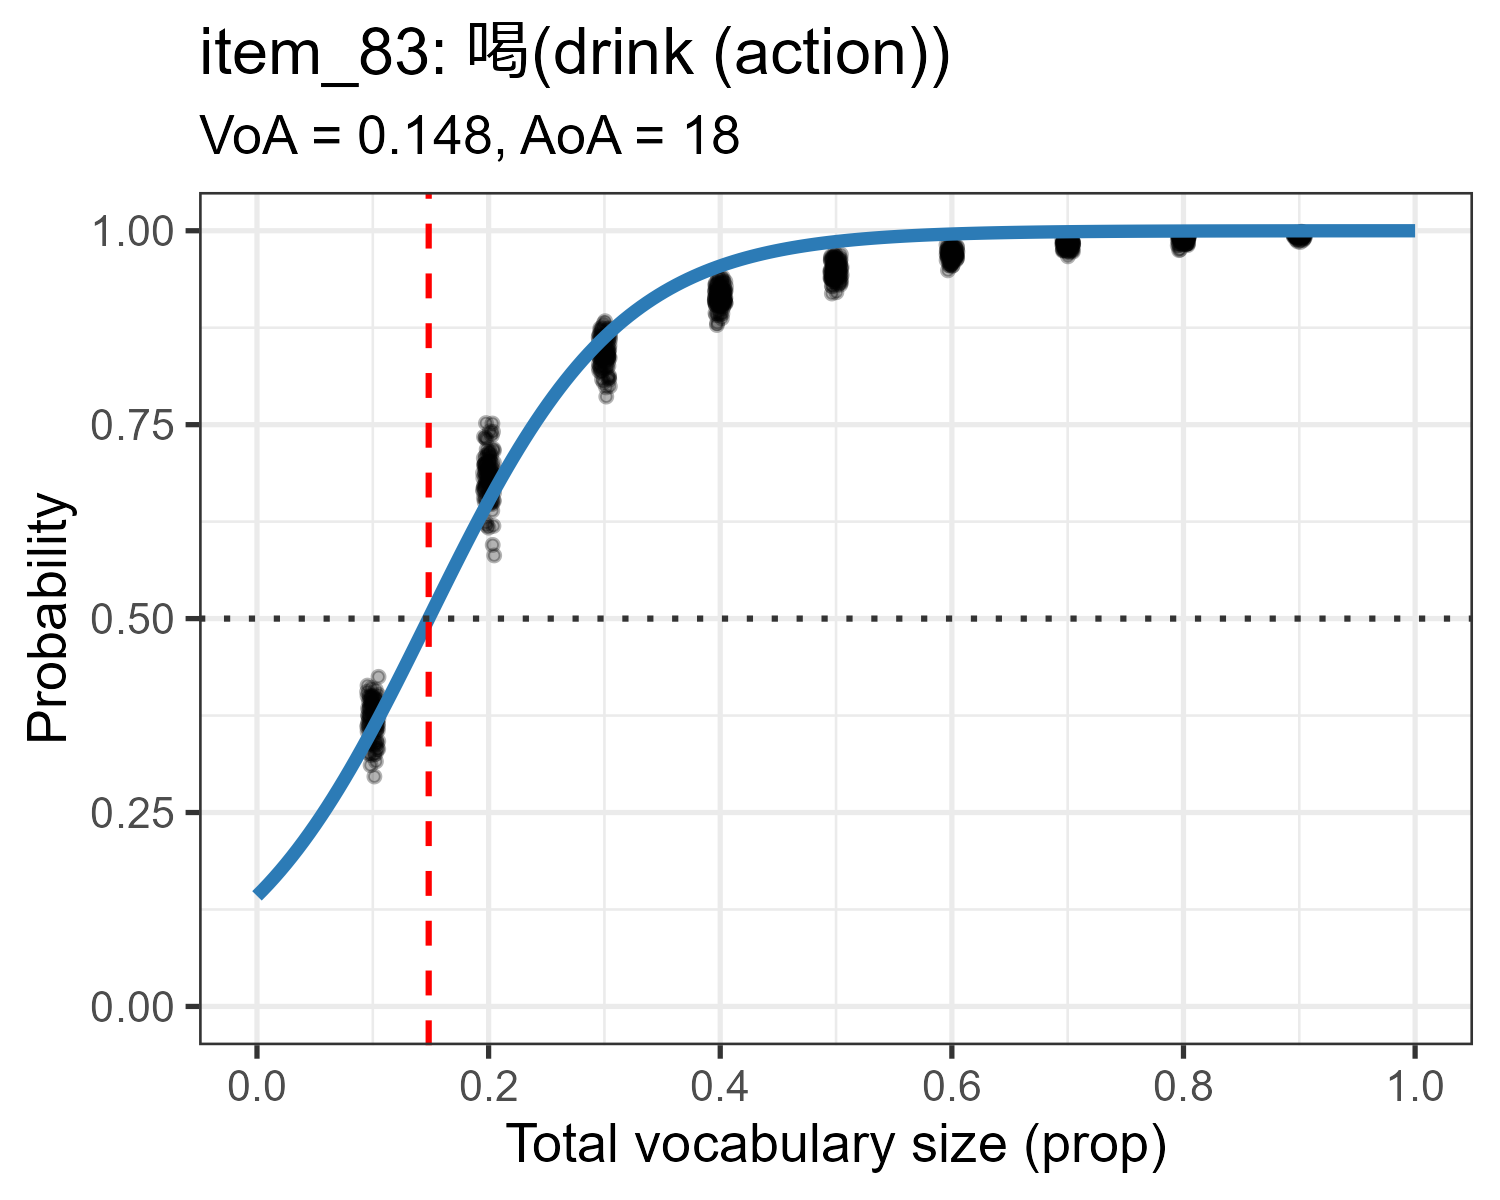 item_83: 喝(drink (action))
VoA = 0.148, AoA = 18
1.00
0.75
0.50
0.25
0.00
Probability
0.0 0.2 0.4 0.6 0.8 1.0
Total vocabulary size (prop)